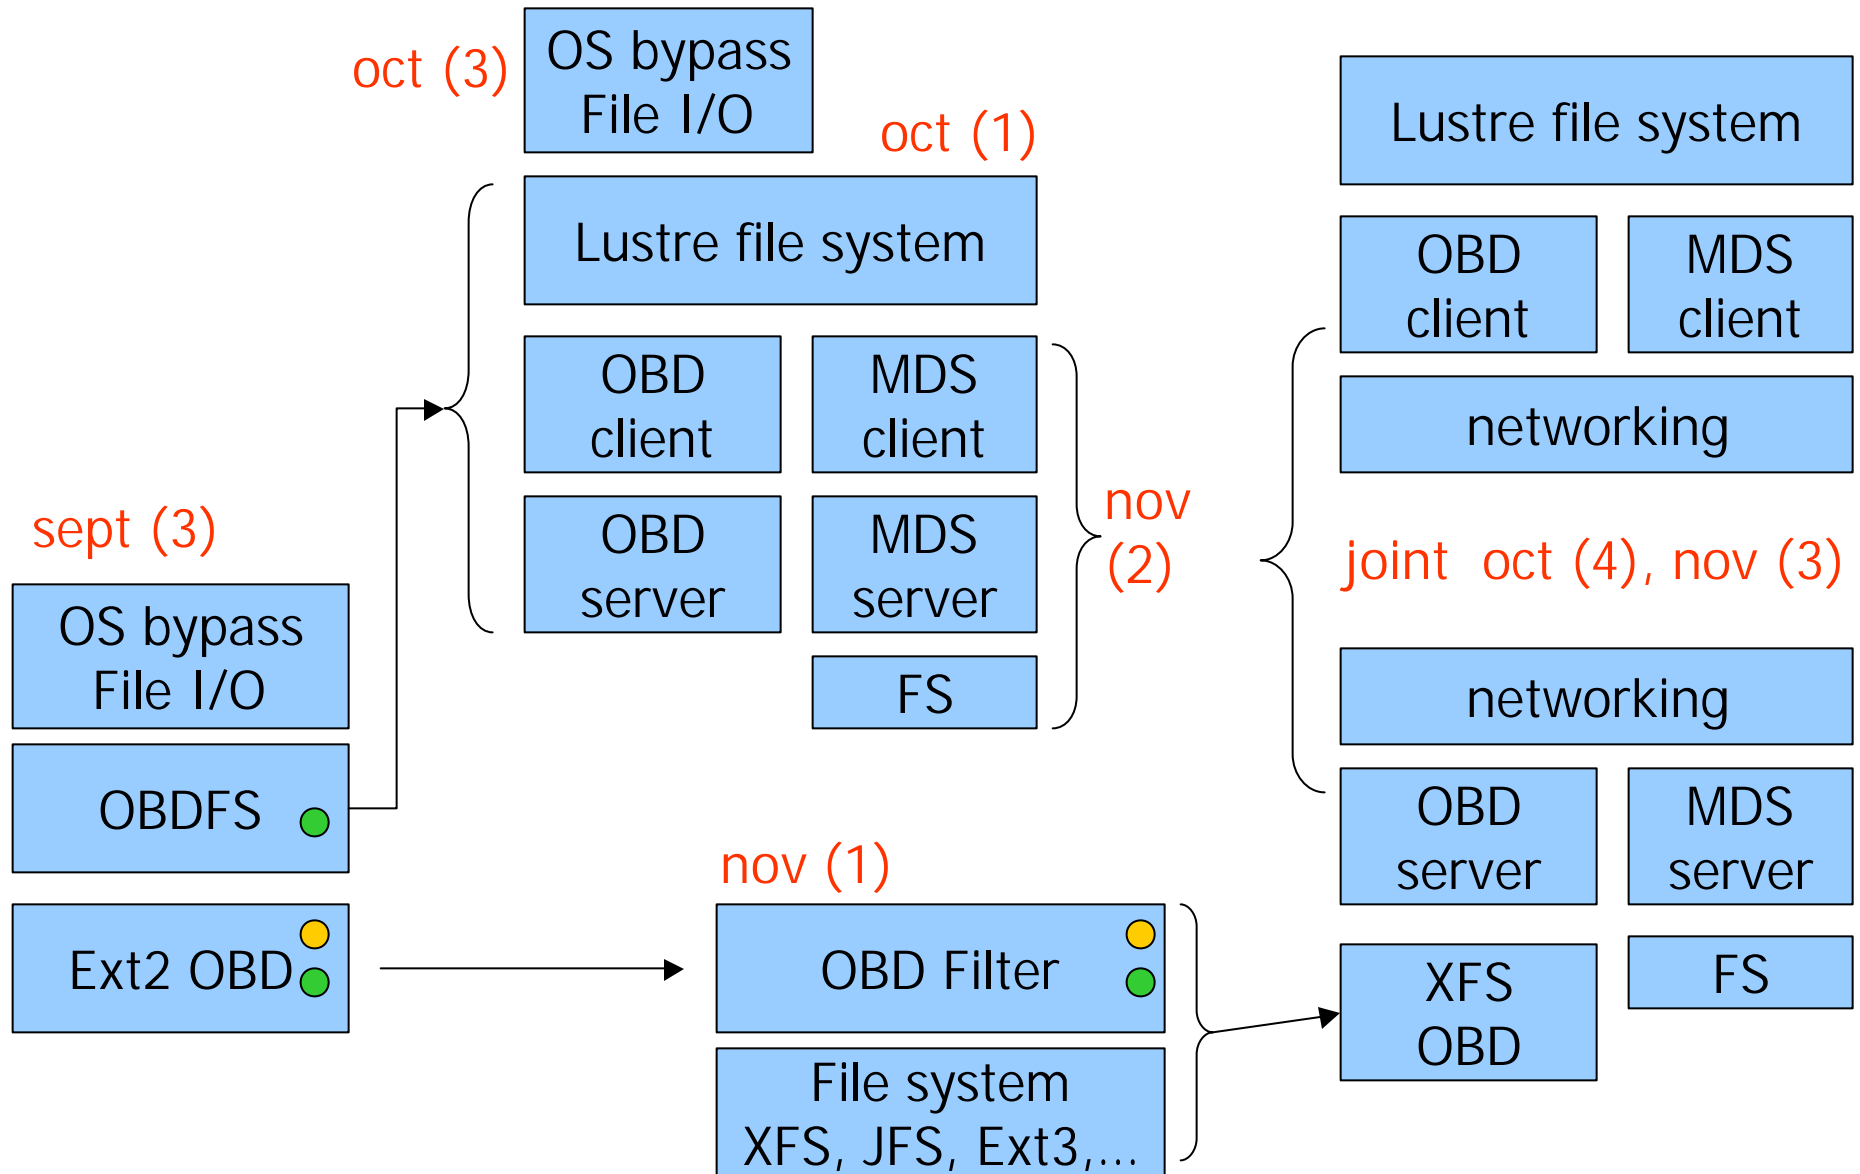 oct (3)
OS bypass
File I/O
oct (1)
Lustre file system
OBD
client
MDS
client
OBD
server
MDS
server
FS
nov
(2)
sept (3)
OS bypass
File I/O
OBDFS
Ext2 OBD
nov (1)
OBD Filter
File system
XFS, JFS, Ext3,...
Lustre file system
OBD
client
MDS
client
networking
joint oct (4), nov (3)
networking
OBD
server
MDS
server
XFS
OBD
FS